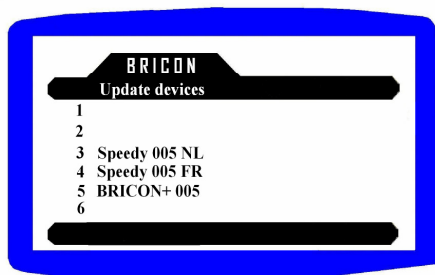 BRICON
Update devices
1
2
3 Speedy 005 NL
4 Speedy 005 FR
5 BRICON+ 005
6